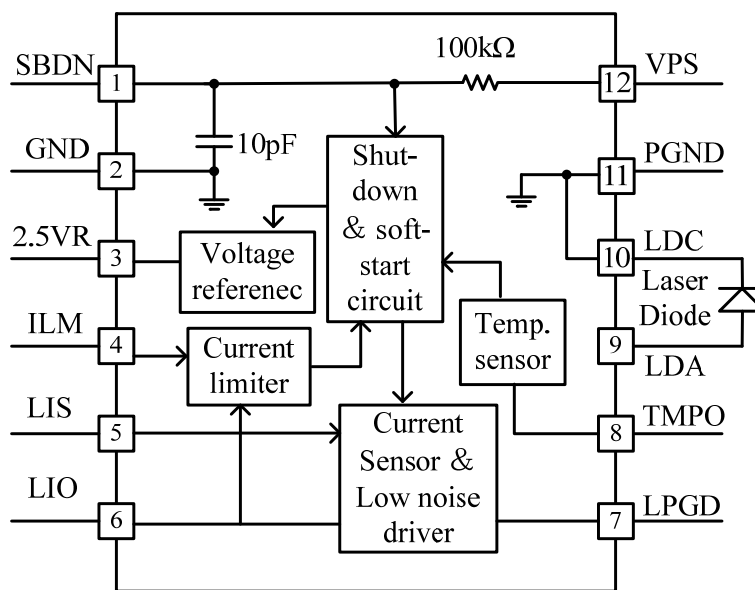 100kΩ
SBDN
1
12
VPS
GND
2
10pF
Shut-
down
& soft-
start
circuit
11
PGND
2.5VR
3
Voltage
referenec
10
LDC
Laser
Diode
ILM
4
Current
limiter
Temp.
sensor
9
LDA
LIS
5
Current
Sensor &
Low noise
driver
8
TMPO
LIO
6
7
LPGD